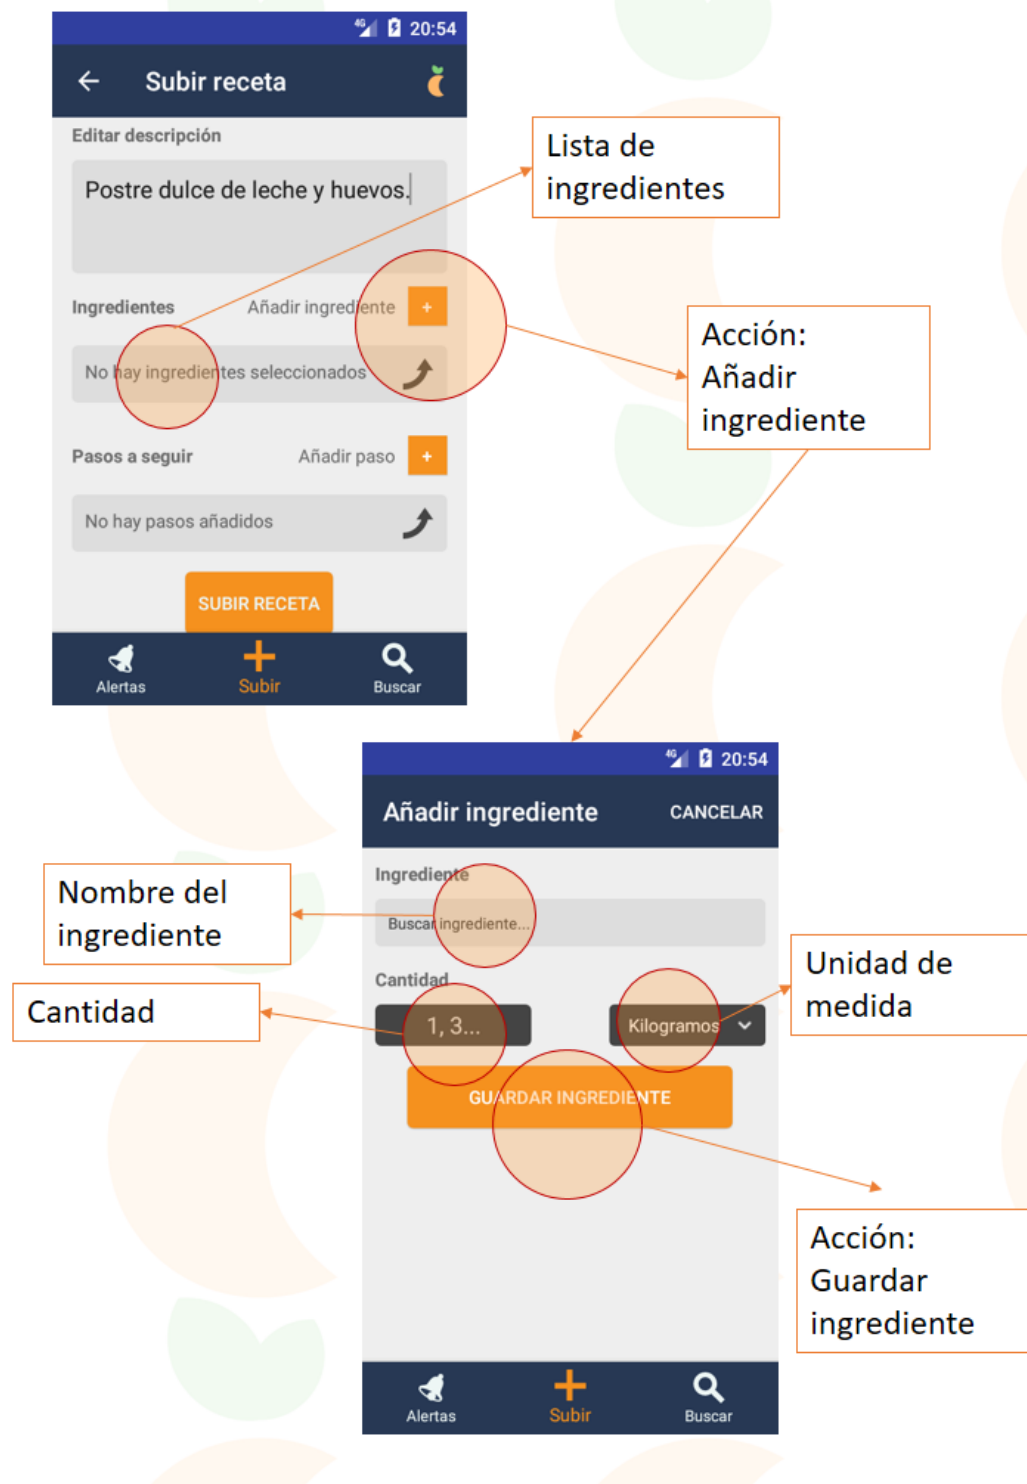 4G 20:54
Subir receta
Editar descripción
Postre dulce de leche y huevos.
Lista de
ingredientes
Ingredientes Añadir ingrediente +
No hay ingredientes seleccionados
Acción:
Añadir
ingrediente
Pasos a seguir Añadir paso +
No hay pasos añadidos
SUBIR RECETA
Alertas Subir Buscar
4G 20:54
Añadir ingrediente CANCELAR
Ingrediente
Buscar ingrediente...
Nombre del
ingrediente
Cantidad
1, 3... Kilogramos
Unidad de
medida
Cantidad
GUARDAR INGREDIENTE
Acción:
Guardar
ingrediente
Alertas Subir Buscar